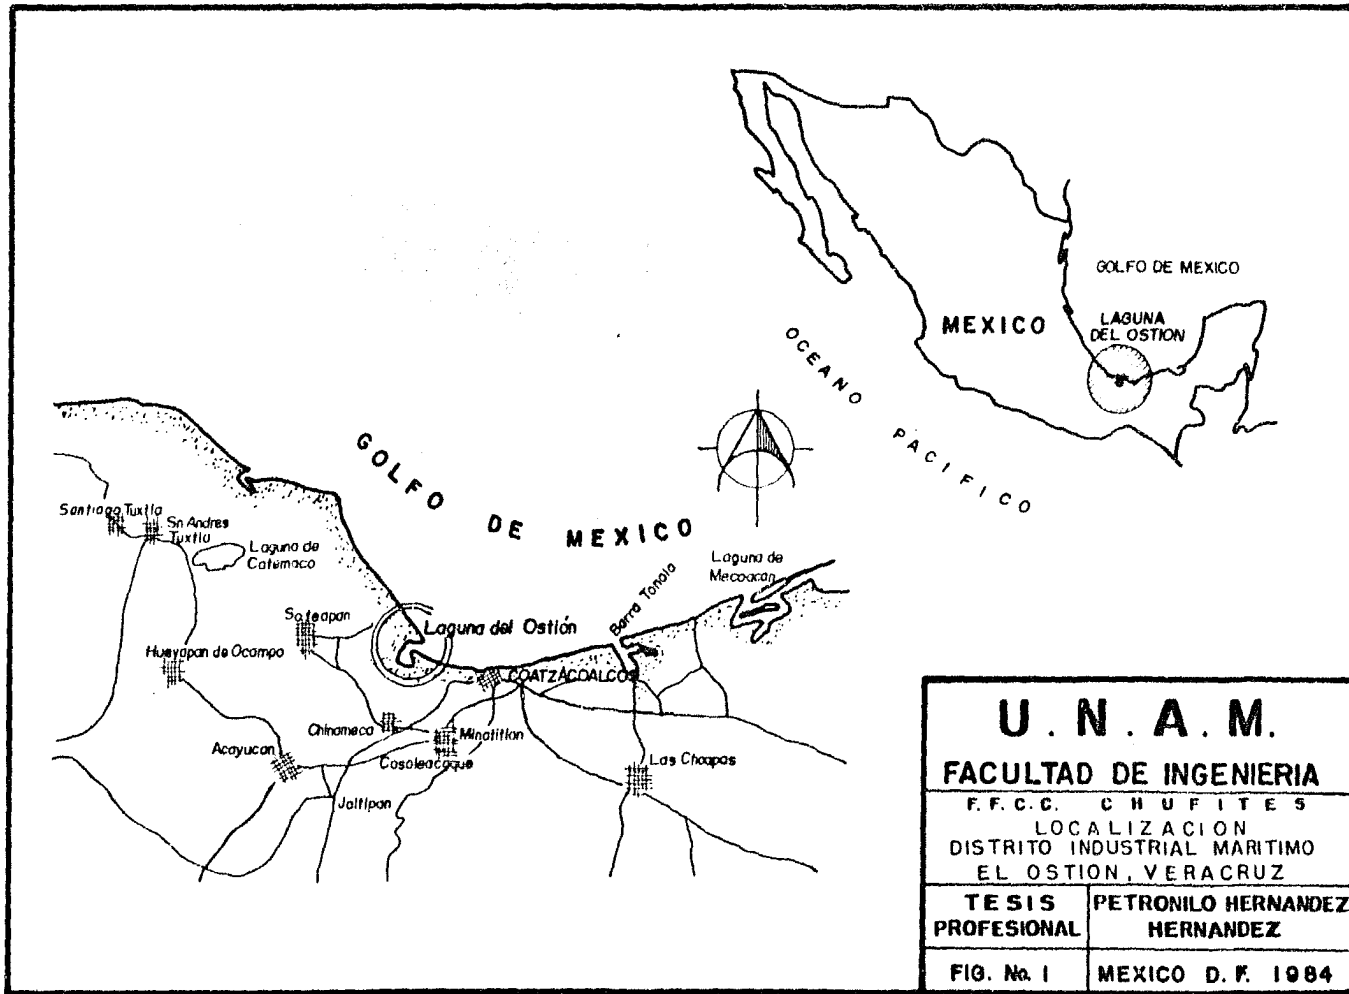 GOLFO DE MEXICO
MEXICO
LAGUNA
DEL OSTION
OCEANO PACIFICO
GOLFO DE MEXICO
Santiago Tuxtla
Sn Andres
Tuxtla
Laguna de
Catemaco
Laguna de
Mecoacan
Barra Tonala
Soteapan
Laguna del Ostión
Hueyapan de Ocampo
COATZACOALCOS
Chinameca
Minatitlan
Acayucan
Cosoleacaque
Las Choapas
Jaltipan
U.N.A.M.
FACULTAD DE INGENIERIA
F.F.C.C. CHUFITES
LOCALIZACION
DISTRITO INDUSTRIAL MARITIMO
EL OSTION, VERACRUZ
TESIS
PROFESIONAL
PETRONILO HERNANDEZ
HERNANDEZ
FIG. No. 1
MEXICO D.F. 1984